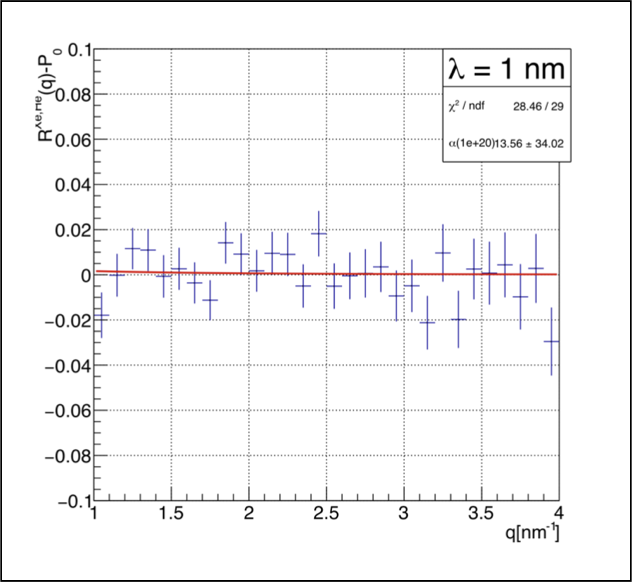 λ = 1 nm
χ² / ndf 28.46 / 29
α(1e+20)13.56 ± 34.02
R^Xe,He(q)-P₀
0.1
0.08
0.06
0.04
0.02
0
−0.02
−0.04
−0.06
−0.08
−0.1
1 1.5 2 2.5 3 3.5 4
q[nm⁻¹]